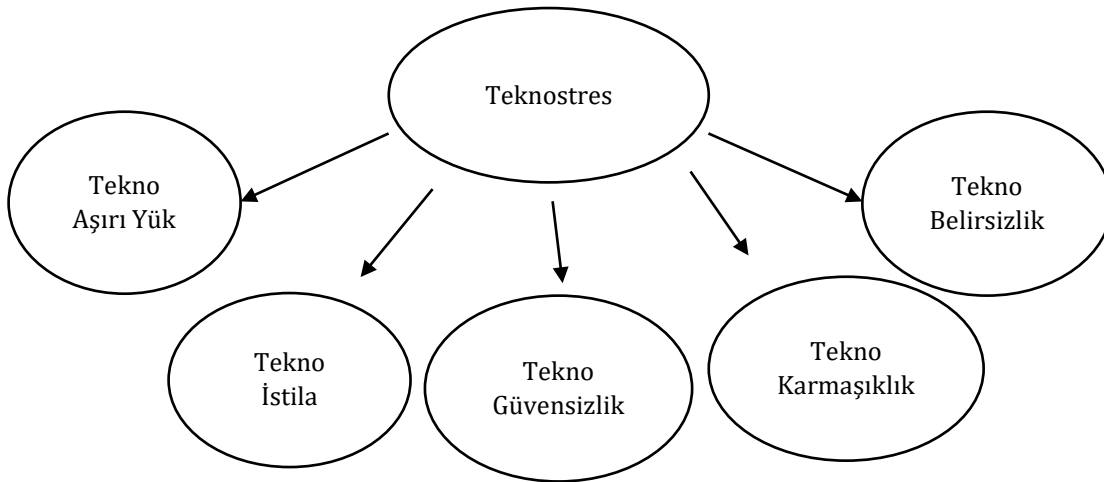 Teknostres
Tekno
Aşırı Yük
Tekno
İstila
Tekno
Güvensizlik
Tekno
Karmaşıklık
Tekno
Belirsizlik